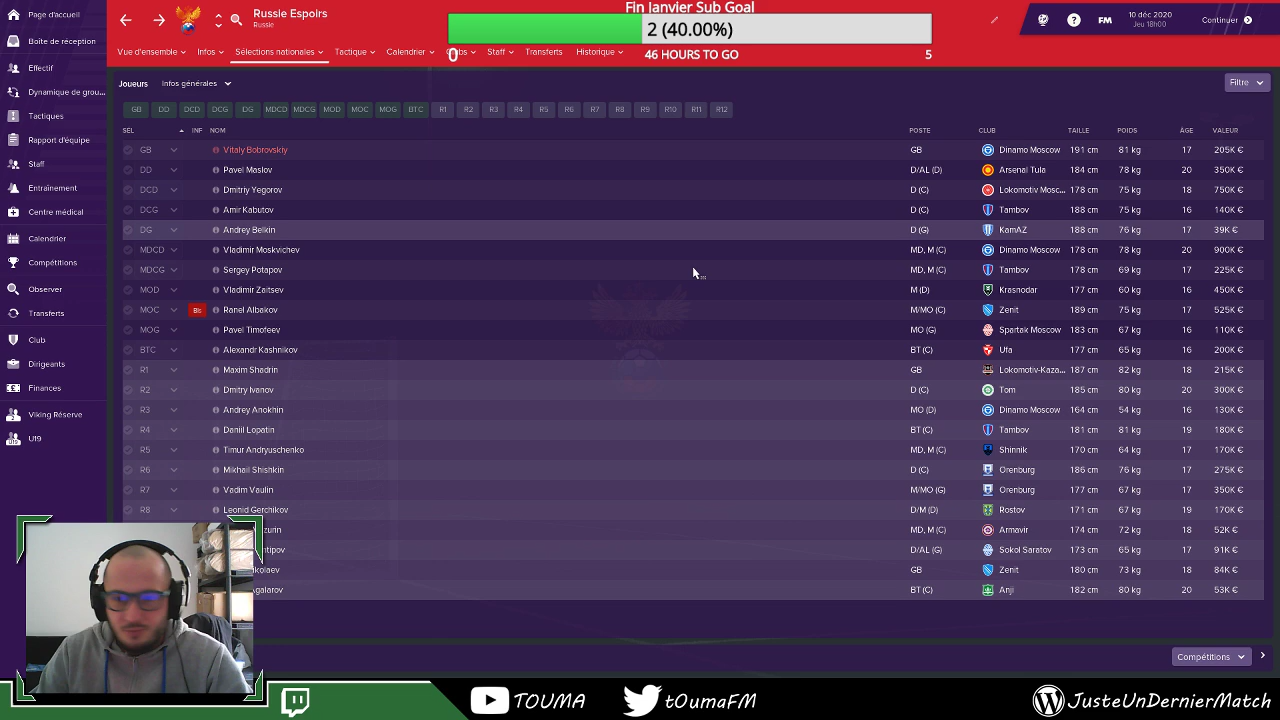 Page d'accueil
Boîte de réception
Effectif
Dynamique de grou...
Tactiques
Rapport d'équipe
Staff
Entraînement
Centre médical
Calendrier
Compétitions
Observer
Transferts
Club
Dirigeants
Finances
Viking Réserve
U19
Russie Espoirs
Russie
Fin Janvier Sub Goal
2 (40.00%)
0 46 HOURS TO GO 5
FM 10 déc 2020
Jeu 18h00
Continuer
Vue d'ensemble Infos Sélections nationales Tactique Calendrier Clubs Staff Transferts Historique
Joueurs Infos générales Filtre
GB DD DCD DCG DG MDCD MDCG MOD MOC MOG BTC R1 R2 R3 R4 R5 R6 R7 R8 R9 R10 R11 R12
SÉL INF NOM POSTE CLUB TAILLE POIDS ÂGE VALEUR
GB Vitaly Bobrovskiy GB Dinamo Moscow 191 cm 81 kg 17 205K €
DD Pavel Maslov D/AL (D) Arsenal Tula 184 cm 78 kg 20 350K €
DCD Dmitriy Yegorov D (C) Lokomotiv Mosc... 178 cm 75 kg 18 750K €
DCG Amir Kabutov D (C) Tambov 188 cm 75 kg 16 140K €
DG Andrey Belkin D (G) KamAZ 188 cm 76 kg 17 39K €
MDCD Vladimir Moskvichev MD, M (C) Dinamo Moscow 178 cm 78 kg 20 900K €
MDCG Sergey Potapov MD, M (C) Tambov 178 cm 69 kg 17 225K €
MOD Vladimir Zaitsev M (D) Krasnodar 177 cm 60 kg 16 450K €
MOC Bls Ranel Albakov M/MO (C) Zenit 189 cm 75 kg 17 525K €
MOG Pavel Timofeev MO (G) Spartak Moscow 183 cm 67 kg 16 110K €
BTC Alexandr Kashnikov BT (C) Ufa 177 cm 65 kg 16 200K €
R1 Maxim Shadrin GB Lokomotiv-Kaza... 187 cm 82 kg 18 215K €
R2 Dmitry Ivanov D (C) Tom 185 cm 80 kg 20 300K €
R3 Andrey Anokhin MO (D) Dinamo Moscow 164 cm 54 kg 16 130K €
R4 Daniil Lopatin BT (C) Tambov 181 cm 81 kg 19 180K €
R5 Timur Andryuschenko MD, M (C) Shinnik 170 cm 64 kg 17 170K €
R6 Mikhail Shishkin D (C) Orenburg 186 cm 76 kg 17 275K €
R7 Vadim Vaulin M/MO (G) Orenburg 177 cm 67 kg 17 350K €
R8 Leonid Gerchikov D/M (D) Rostov 171 cm 67 kg 19 170K €
MD, M (C) Armavir 174 cm 72 kg 18 52K €
D/AL (G) Sokol Saratov 173 cm 65 kg 17 91K €
GB Zenit 180 cm 73 kg 18 84K €
BT (C) Anji 182 cm 80 kg 20 53K €
Compétitions
TOUMA
tOumaFM
JusteUnDernierMatch